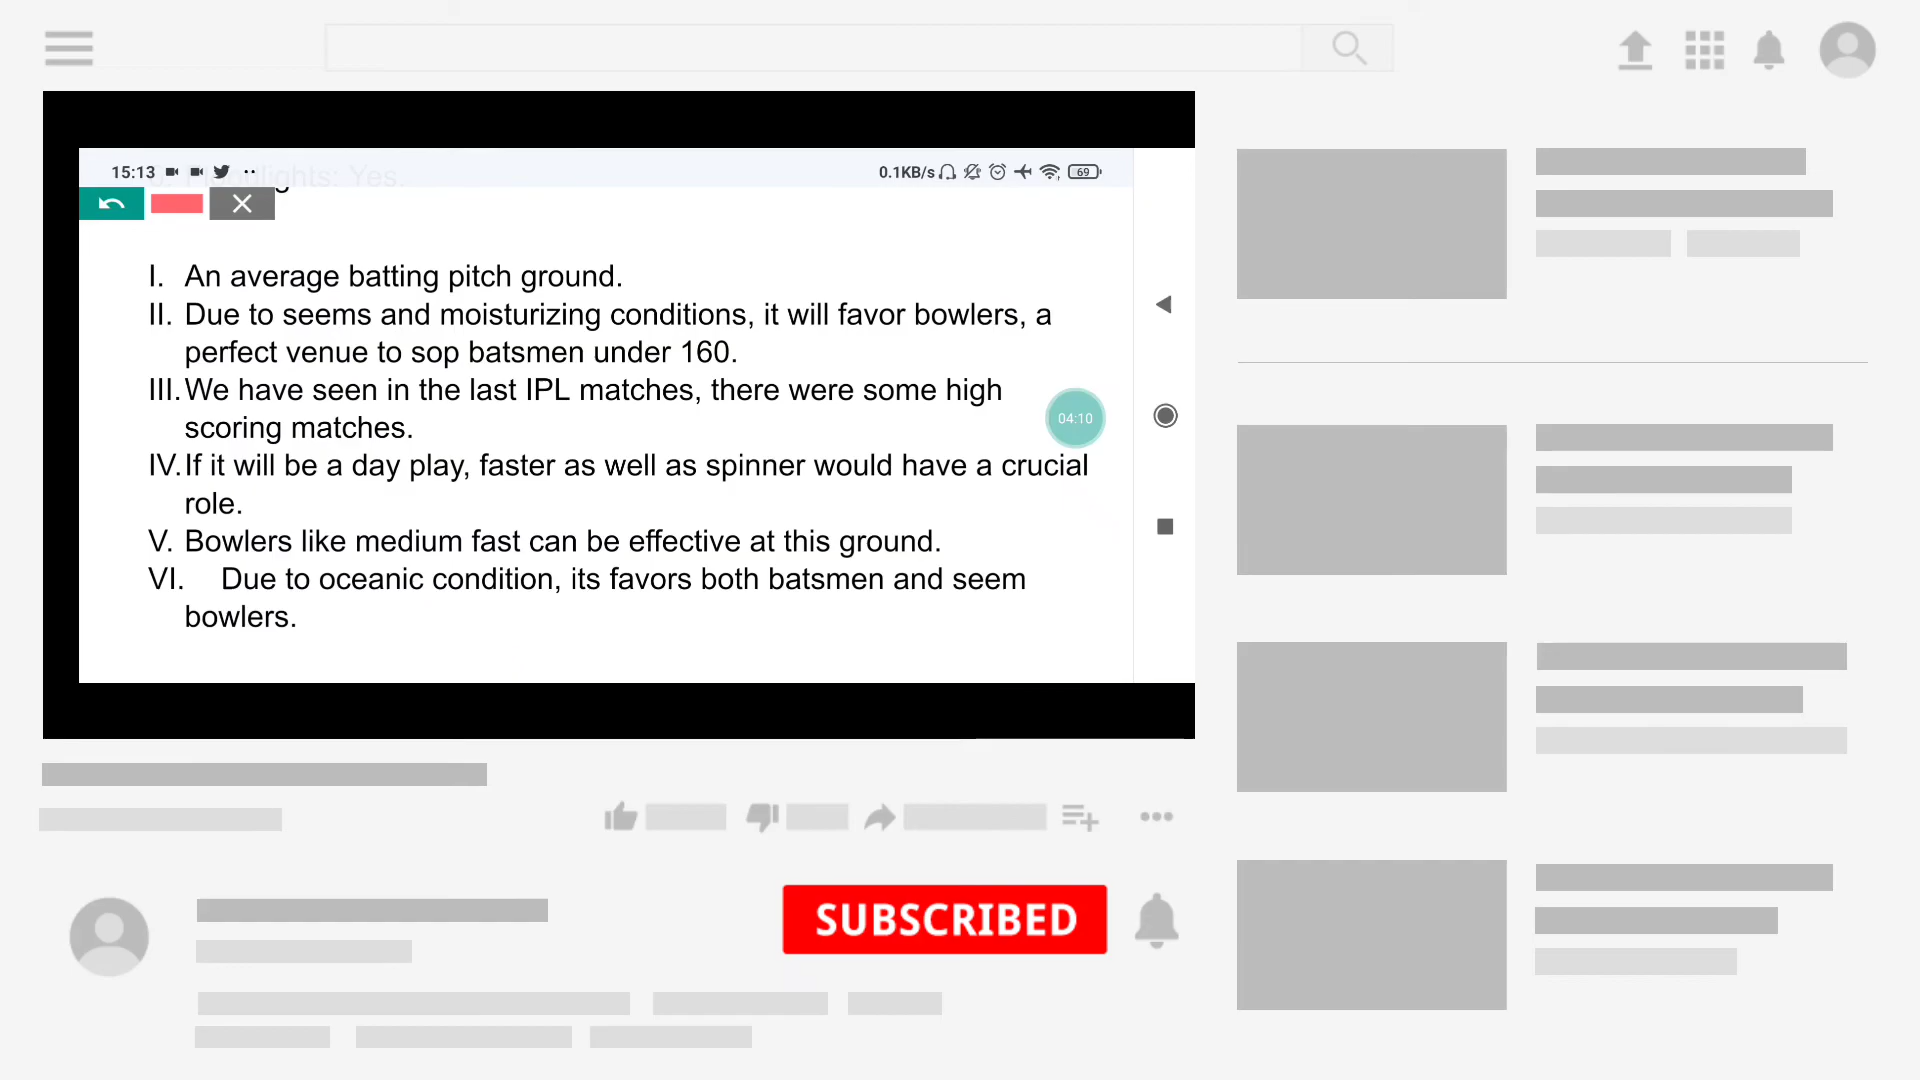 15:13
0.1KB/s
69
6. Floodlights: Yes.
I. An average batting pitch ground.
II. Due to seems and moisturizing conditions, it will favor bowlers, a
perfect venue to sop batsmen under 160.
III. We have seen in the last IPL matches, there were some high
scoring matches.
04:10
IV. If it will be a day play, faster as well as spinner would have a crucial
role.
V. Bowlers like medium fast can be effective at this ground.
VI. Due to oceanic condition, its favors both batsmen and seem
bowlers.
SUBSCRIBED